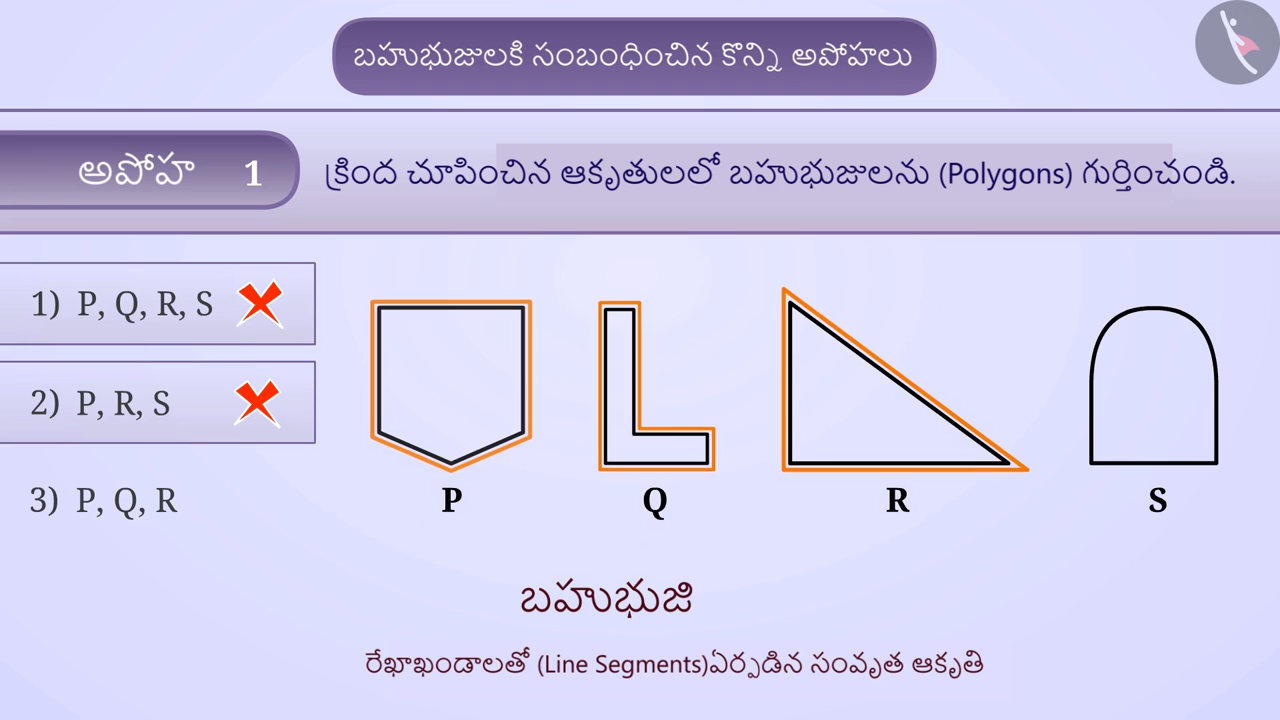 బహుభుజులకి సంబంధించిన కొన్ని అపోహలు
అపోహ 1
క్రింద చూపించిన ఆకృతులలో బహుభుజులను (Polygons) గుర్తించండి.
1) P, Q, R, S
2) P, R, S
3) P, Q, R
P Q R S
బహుభుజి
రేఖాఖండాలతో (Line Segments)ఏర్పడిన సంవృత ఆకృతి